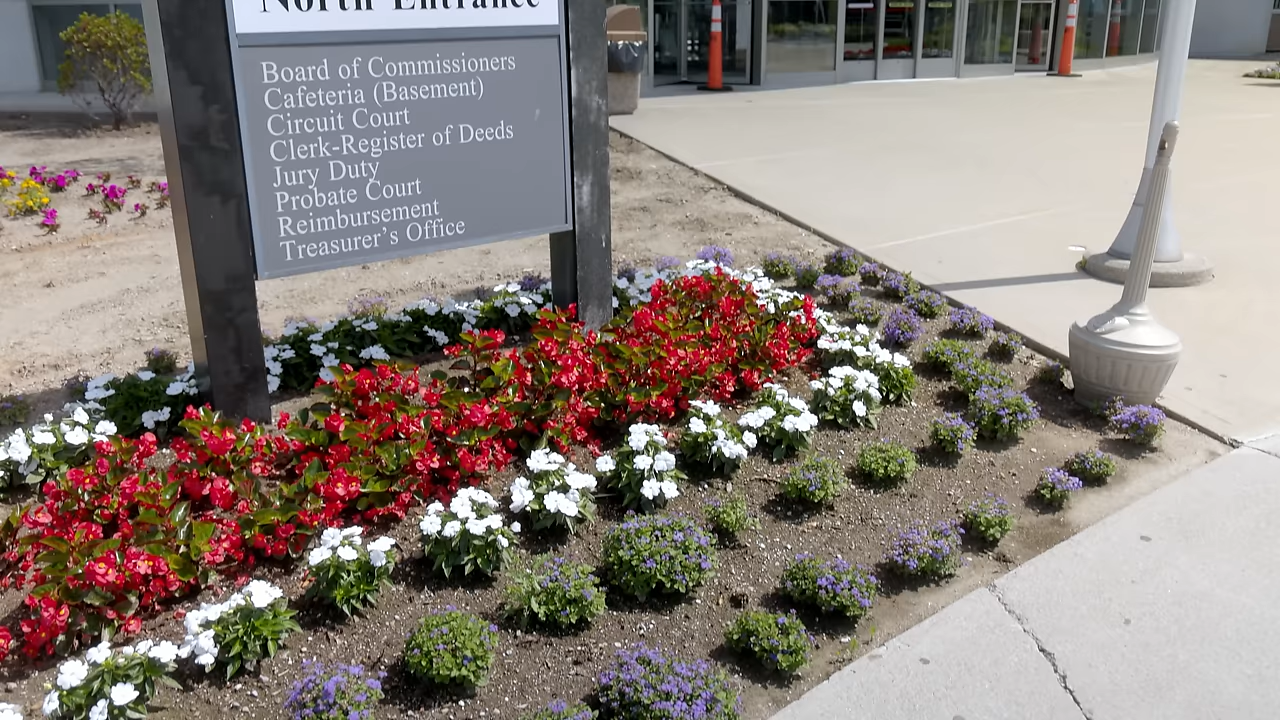 North Entrance
Board of Commissioners
Cafeteria (Basement)
Circuit Court
Clerk-Register of Deeds
Jury Duty
Probate Court
Reimbursement
Treasurer's Office